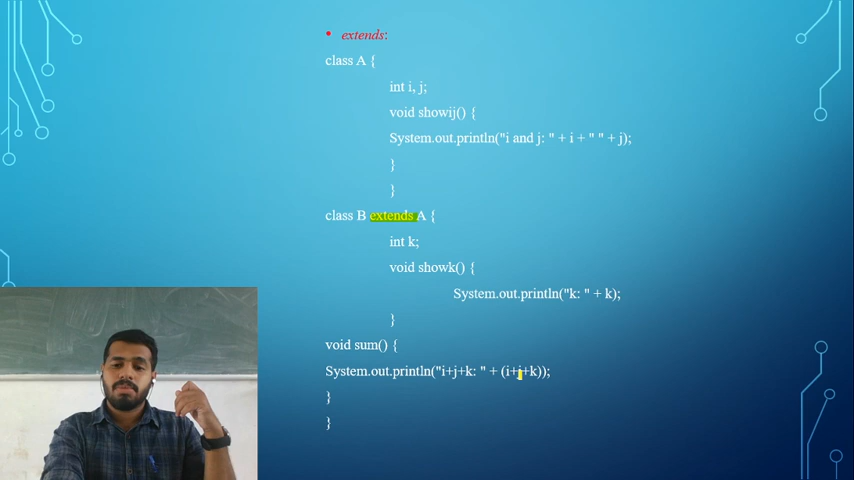 • extends:
class A {
int i, j;
void showij() {
System.out.println("i and j: " + i + " " + j);
}
}
class B extends A {
int k;
void showk() {
System.out.println("k: " + k);
}
void sum() {
System.out.println("i+j+k: " + (i+j+k));
}
}